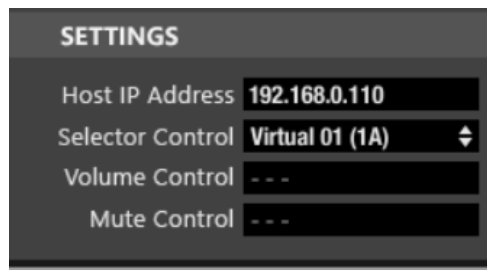 SETTINGS
Host IP Address 192.168.0.110
Selector Control Virtual 01 (1A)
Volume Control - - -
Mute Control - - -